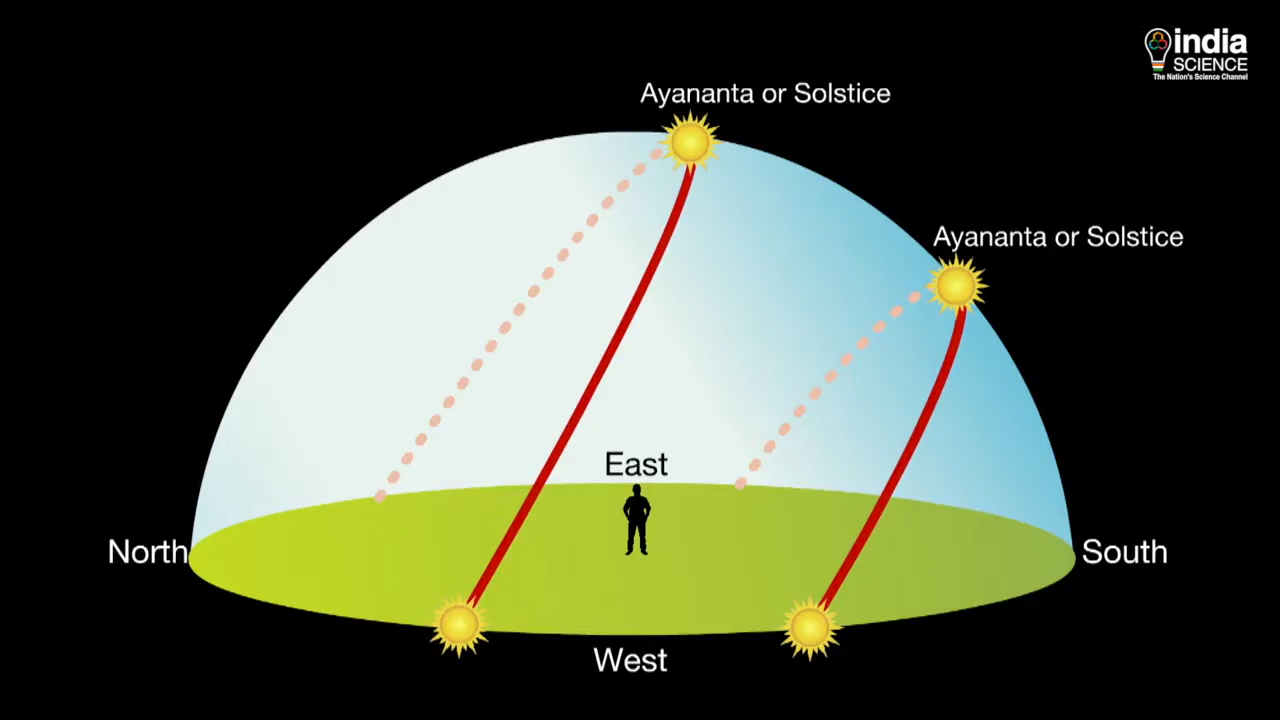 india
SCIENCE
The Nation's Science Channel
Ayananta or Solstice
Ayananta or Solstice
East
North
South
West